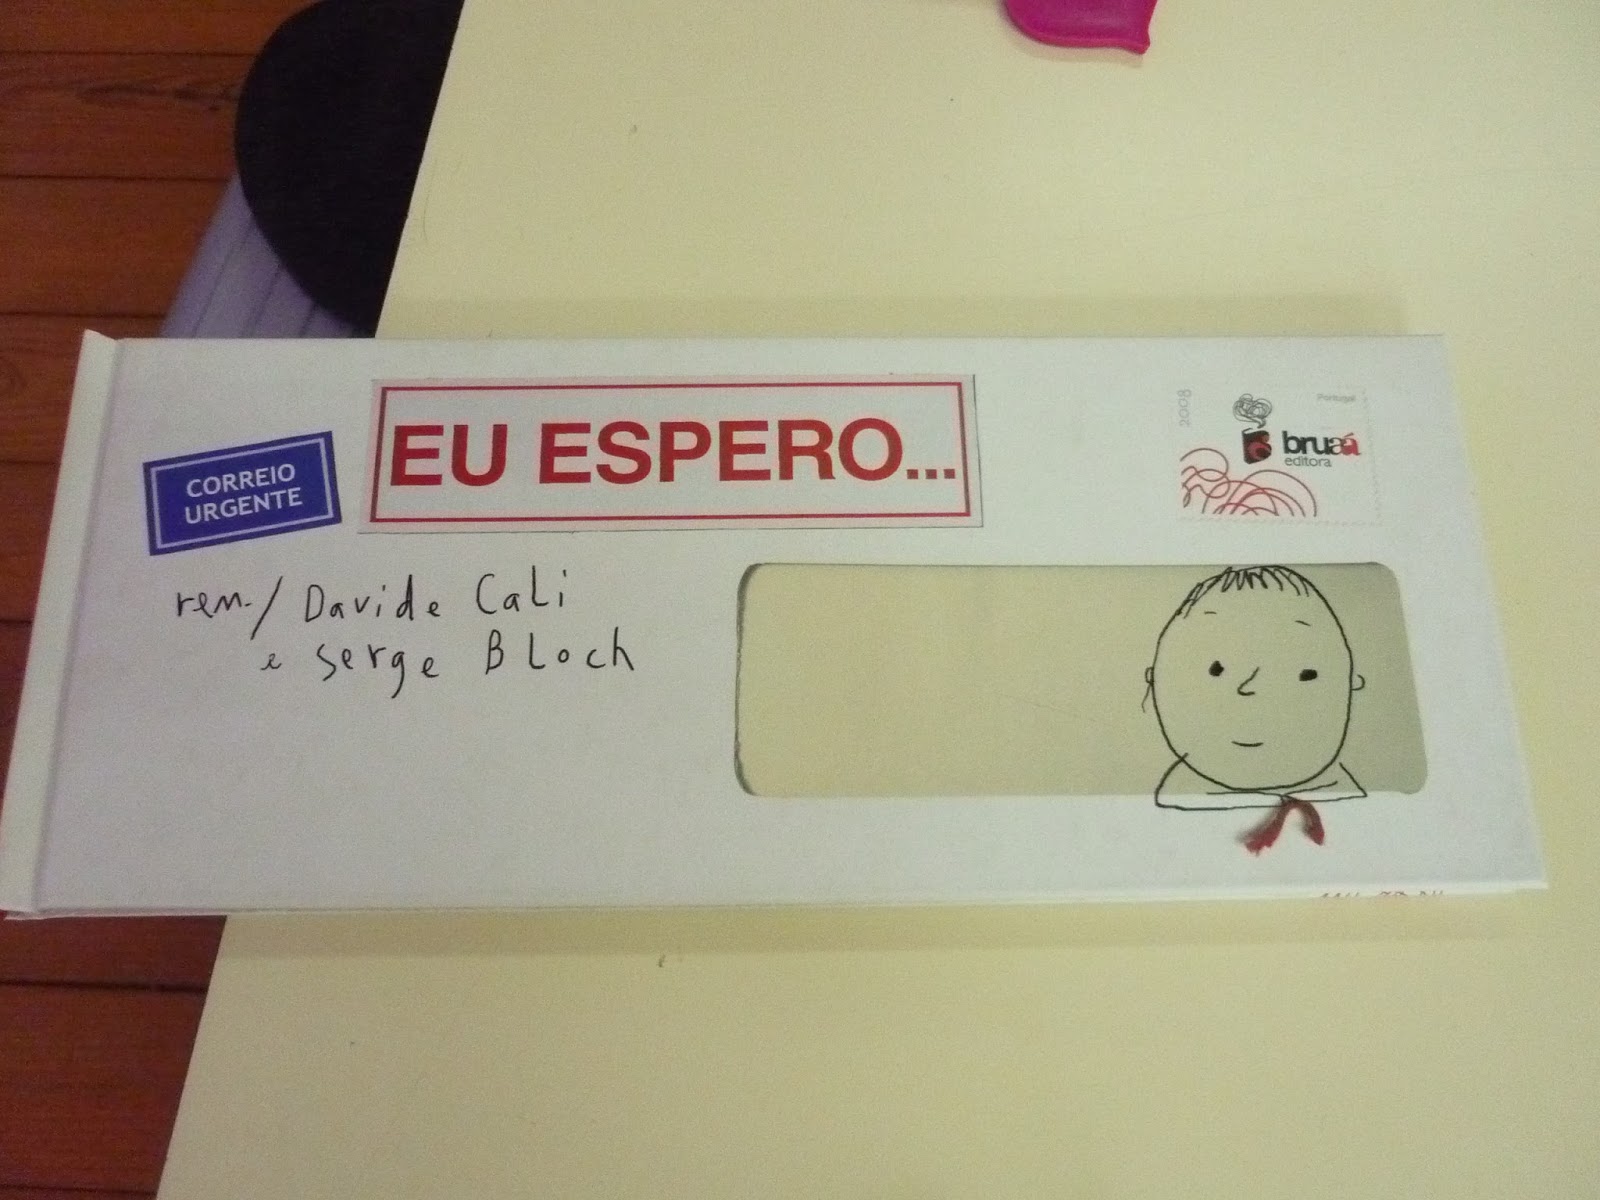 EU ESPERO...
CORREIO
URGENTE
rem./ Davide Cali
e Serge Bloch
2008
Portugal
bruaá
editora